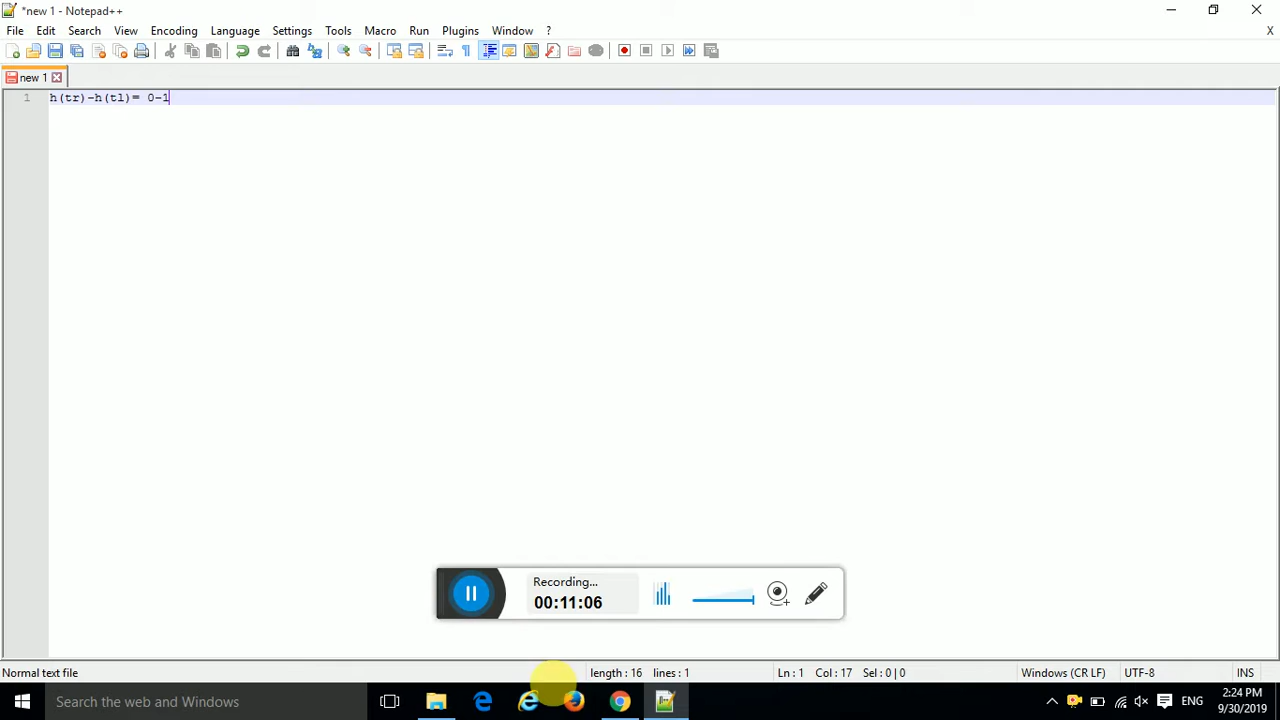 *new 1 - Notepad++
File Edit Search View Encoding Language Settings Tools Macro Run Plugins Window ? X
new 1
1 h(tr)-h(tl)= 0-1
Recording...
00:11:06
Normal text file length : 16 lines : 1 Ln : 1 Col : 17 Sel : 0 | 0 Windows (CR LF) UTF-8 INS
Search the web and Windows ENG 2:24 PM
9/30/2019